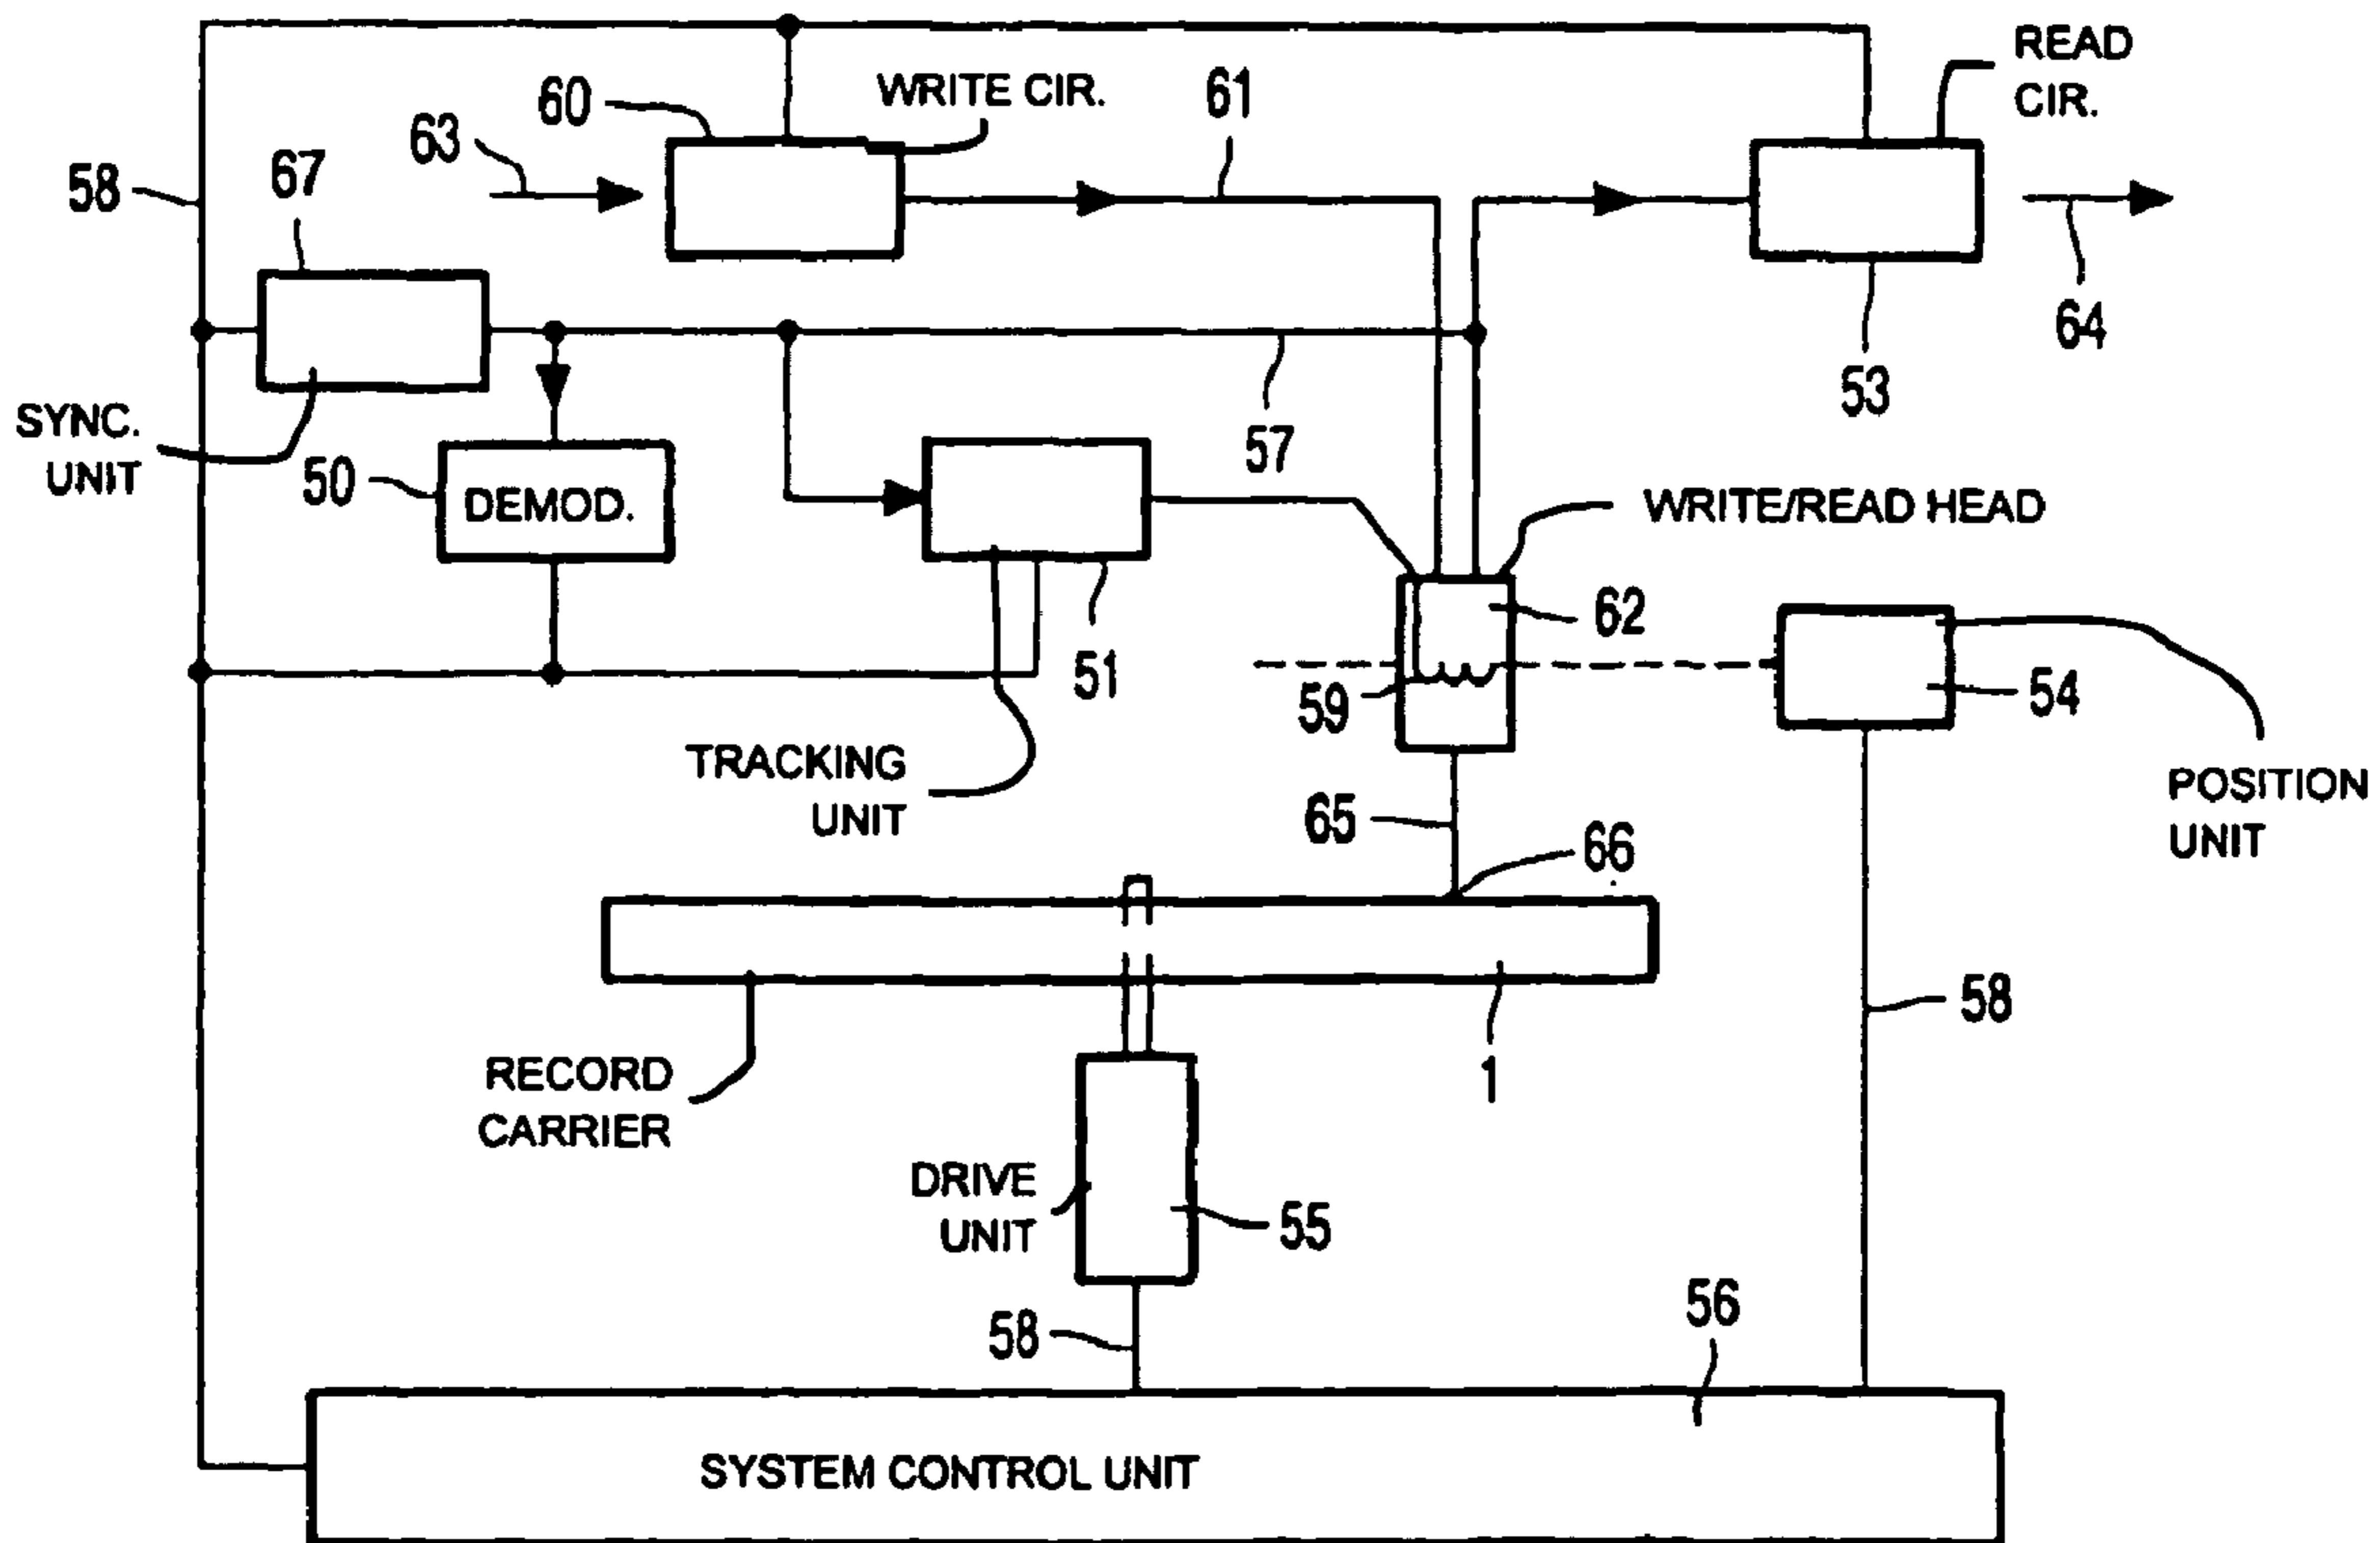 READ
CIR.
WRITE CIR.
60
61
63
67
58
64
53
SYNC.
UNIT
57
50
DEMOD.
WRITE/READ HEAD
62
51
59
54
TRACKING
UNIT
POSITION
UNIT
65
66
58
RECORD
CARRIER
1
DRIVE
UNIT
55
58
56
SYSTEM CONTROL UNIT